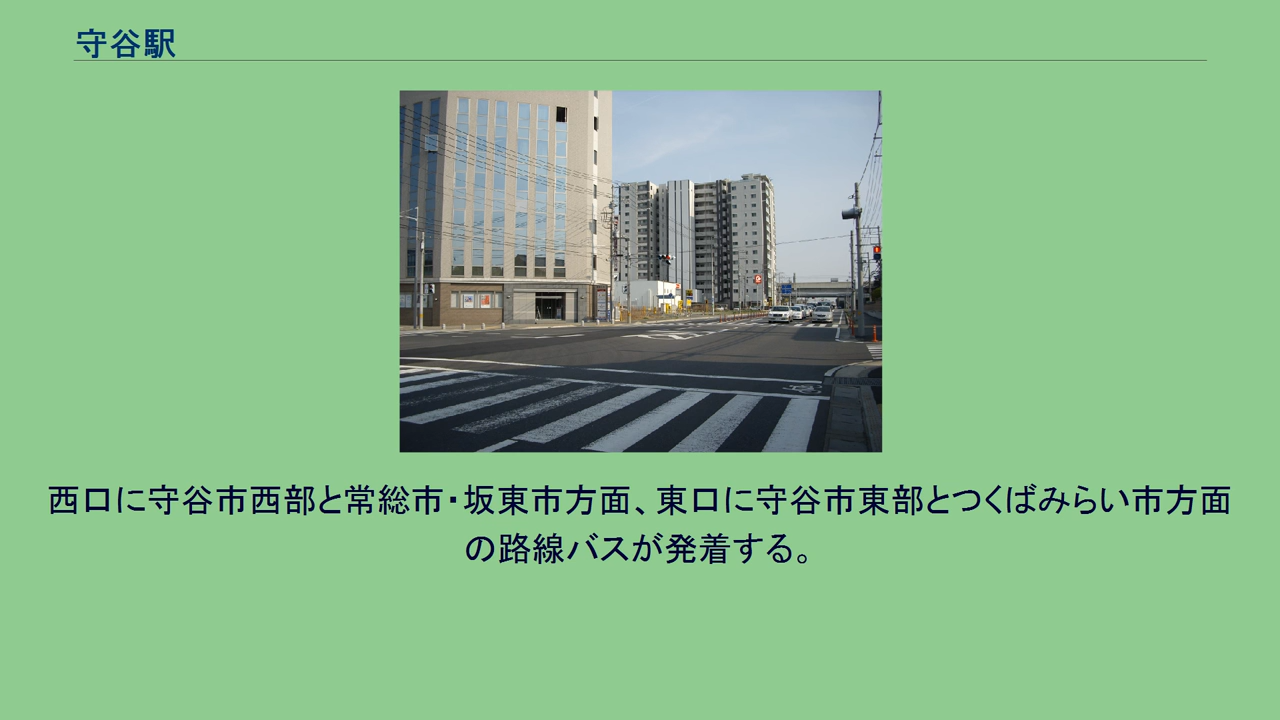 守谷駅
西口に守谷市西部と常総市・坂東市方面、東口に守谷市東部とつくばみらい市方面
の路線バスが発着する。